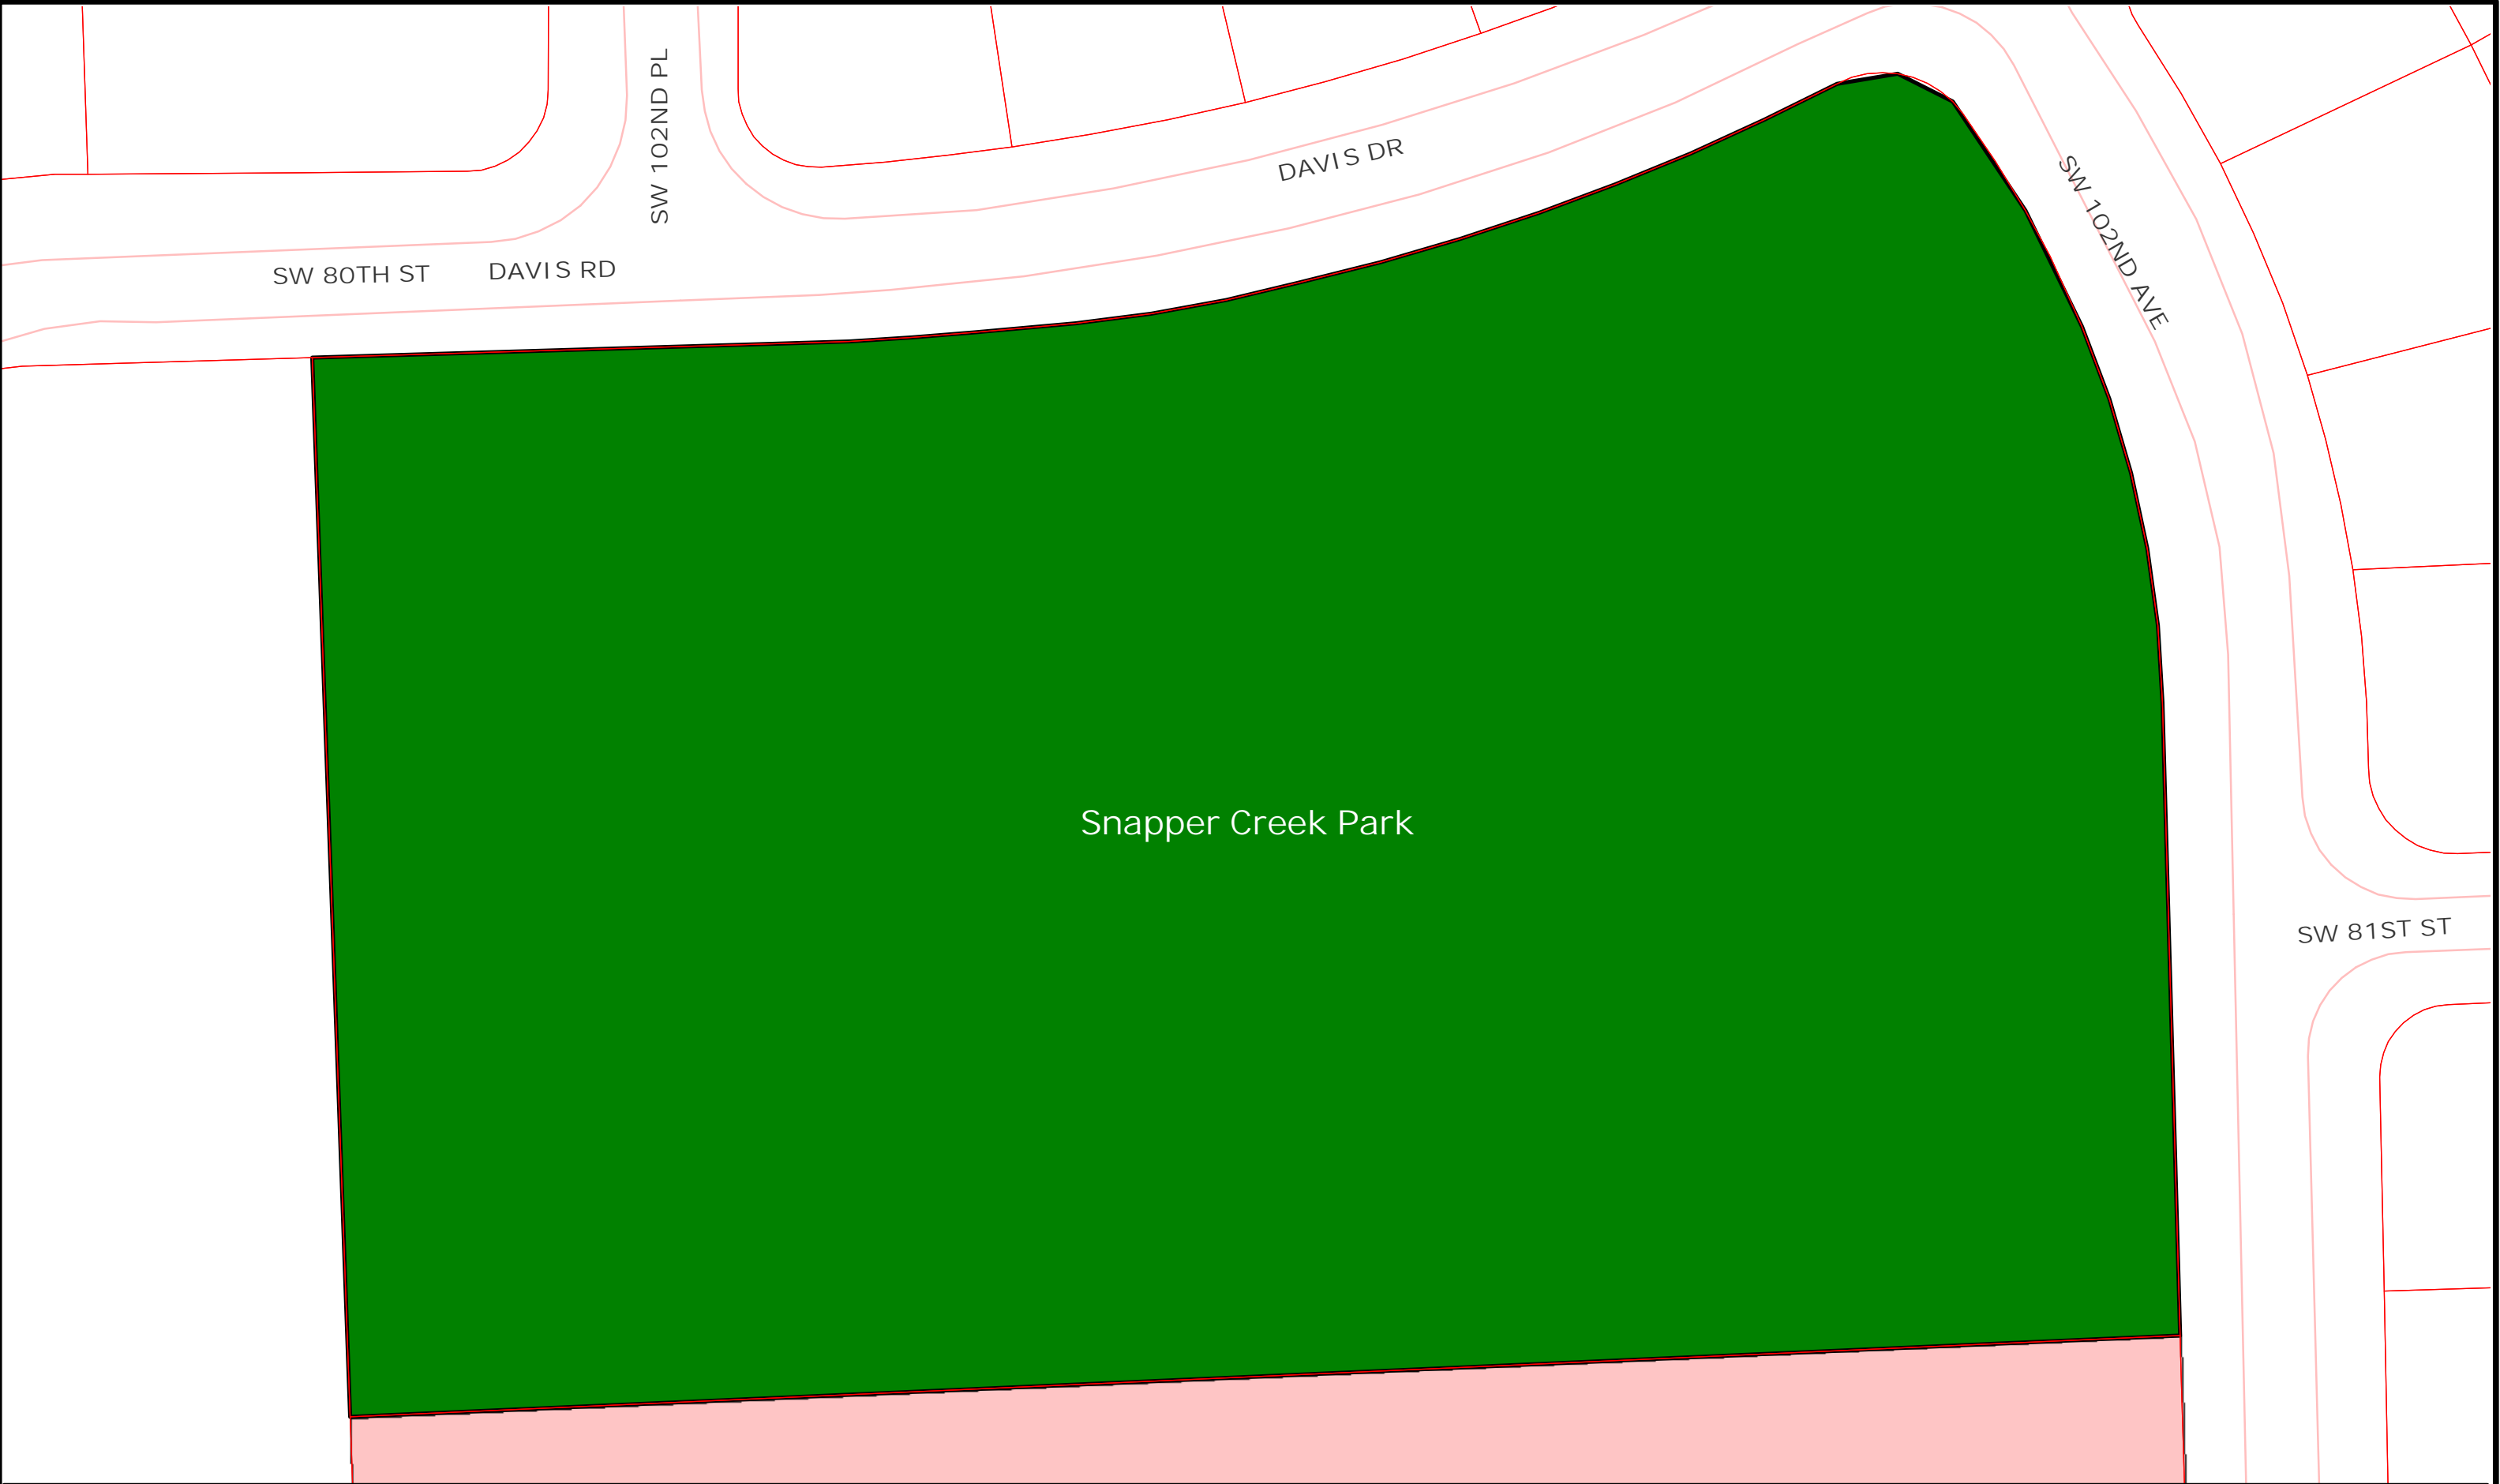 SW 102ND PL
DAVIS DR
SW 102ND AVE
SW 80TH ST
DAVIS RD
Snapper Creek Park
SW 81ST ST